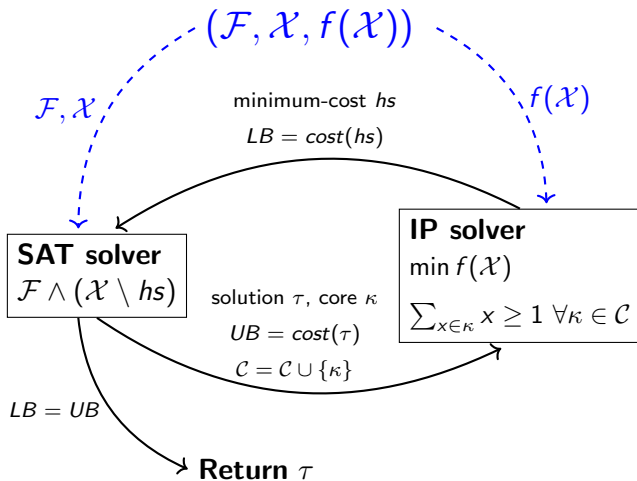 (ℱ, 𝒳, f(𝒳))
ℱ, 𝒳
f(𝒳)
minimum-cost hs
LB = cost(hs)
SAT solver
ℱ ∧ (𝒳 \ hs)
IP solver
min f(𝒳)
∑_{x∈κ} x ≥ 1 ∀κ ∈ 𝒞
solution τ, core κ
UB = cost(τ)
𝒞 = 𝒞 ∪ {κ}
LB = UB
Return τ